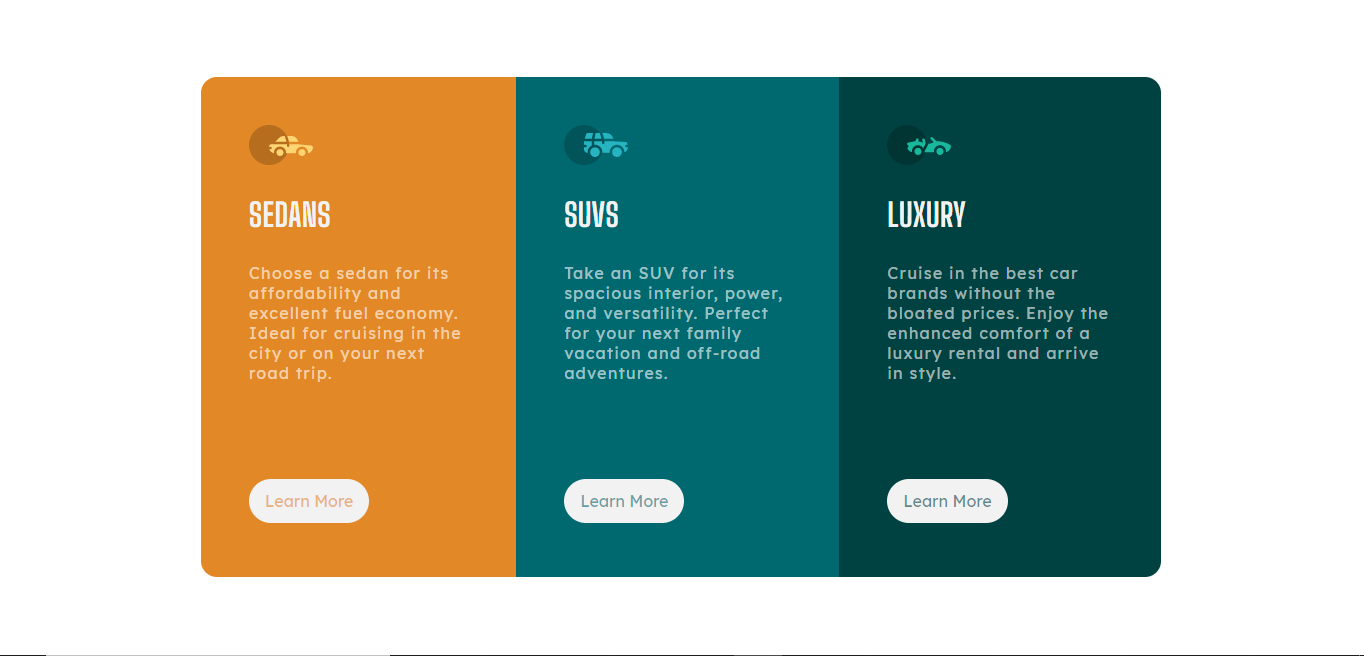 SEDANS
Choose a sedan for its
affordability and
excellent fuel economy.
Ideal for cruising in the
city or on your next
road trip.
Learn More
SUVS
Take an SUV for its
spacious interior, power,
and versatility. Perfect
for your next family
vacation and off-road
adventures.
Learn More
LUXURY
Cruise in the best car
brands without the
bloated prices. Enjoy the
enhanced comfort of a
luxury rental and arrive
in style.
Learn More